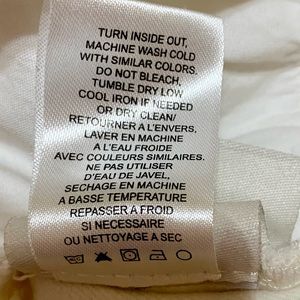 TURN INSIDE OUT,
MACHINE WASH COLD
WITH SIMILAR COLORS.
DO NOT BLEACH,
TUMBLE DRY LOW
COOL IRON IF NEEDED
OR DRY CLEAN/
RETOURNER A L'ENVERS,
LAVER EN MACHINE
A L'EAU FROIDE
AVEC COULEURS SIMILAIRES.
NE PAS UTILISER
D'EAU DE JAVEL,
SECHAGE EN MACHINE
A BASSE TEMPERATURE
REPASSER A FROID
SI NECESSAIRE
OU NETTOYAGE A SEC